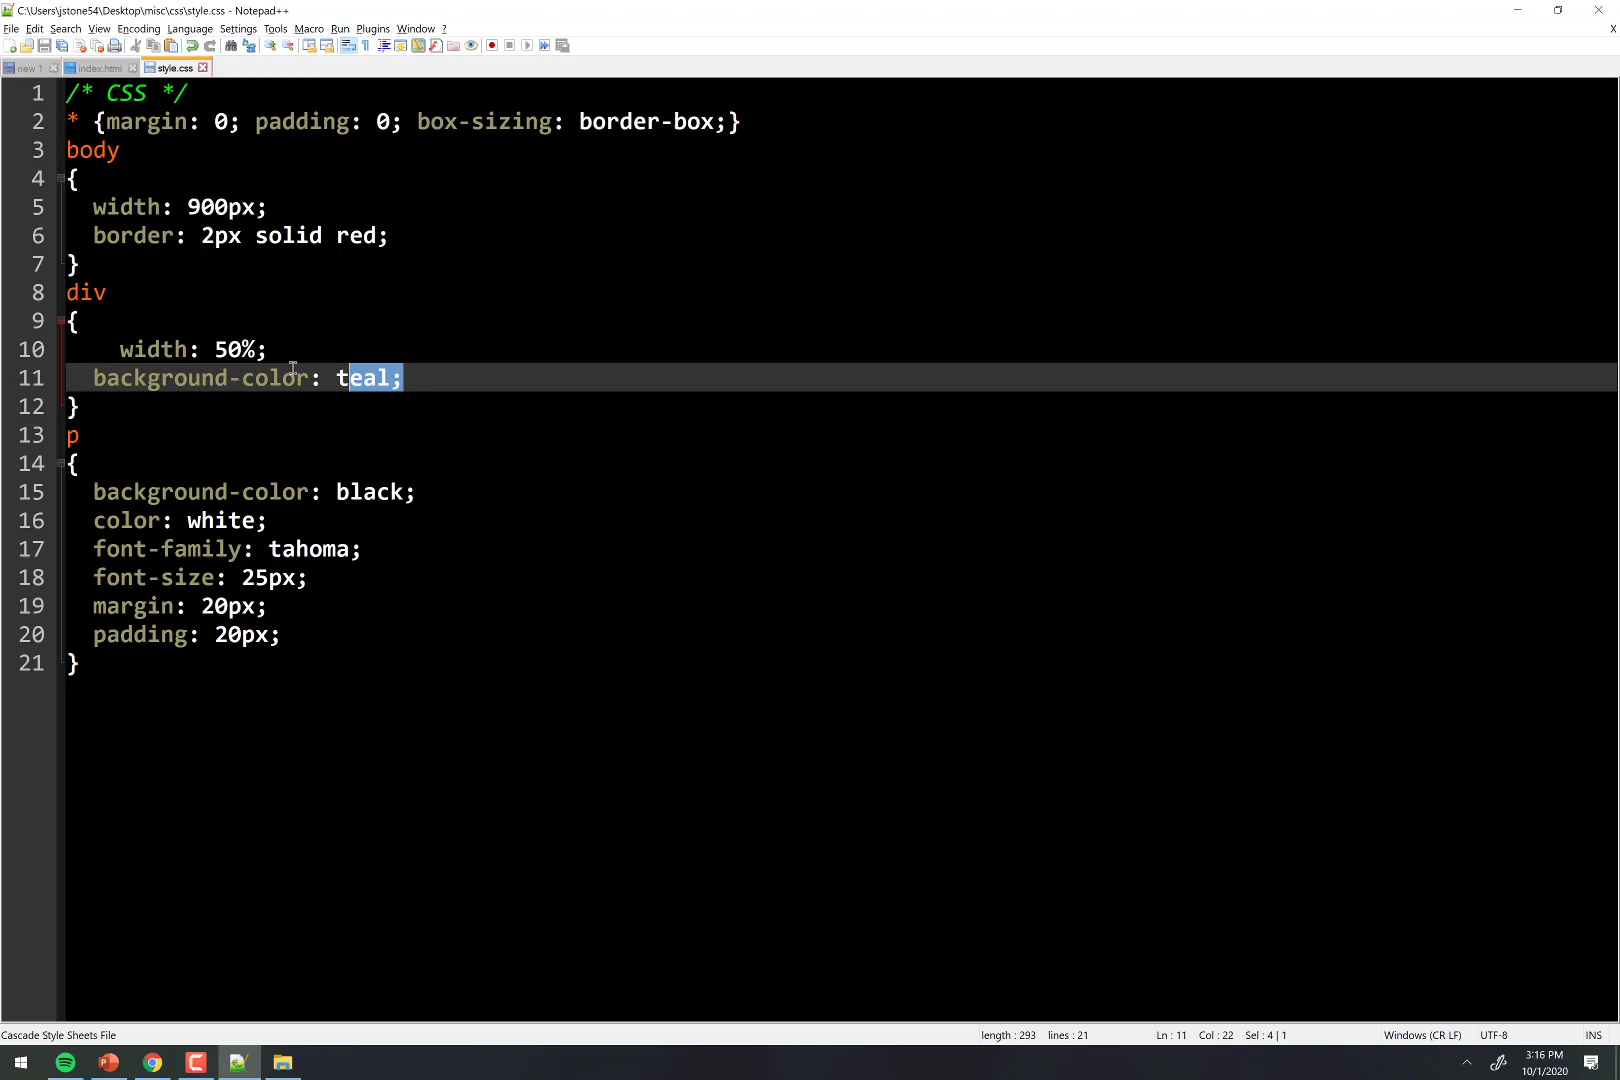 C:\Users\jstone54\Desktop\misc\css\style.css - Notepad++
File Edit Search View Encoding Language Settings Tools Macro Run Plugins Window ? X
new 1 index.html style.css
1 /* CSS */
2 * {margin: 0; padding: 0; box-sizing: border-box;}
3 body
4 {
5 width: 900px;
6 border: 2px solid red;
7 }
8 div
9 {
10 width: 50%;
11 background-color: teal;
12 }
13 p
14 {
15 background-color: black;
16 color: white;
17 font-family: tahoma;
18 font-size: 25px;
19 margin: 20px;
20 padding: 20px;
21 }
Cascade Style Sheets File length : 293 lines : 21 Ln : 11 Col : 22 Sel : 4 | 1 Windows (CR LF) UTF-8 INS
3:16 PM
10/1/2020